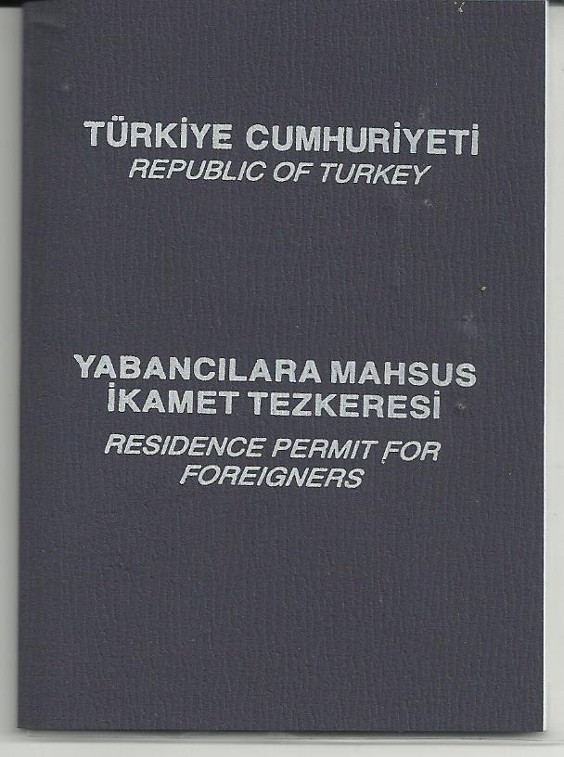 TÜRKİYE CUMHURİYETİ
REPUBLIC OF TURKEY
YABANCILARA MAHSUS
İKAMET TEZKERESİ
RESIDENCE PERMIT FOR
FOREIGNERS